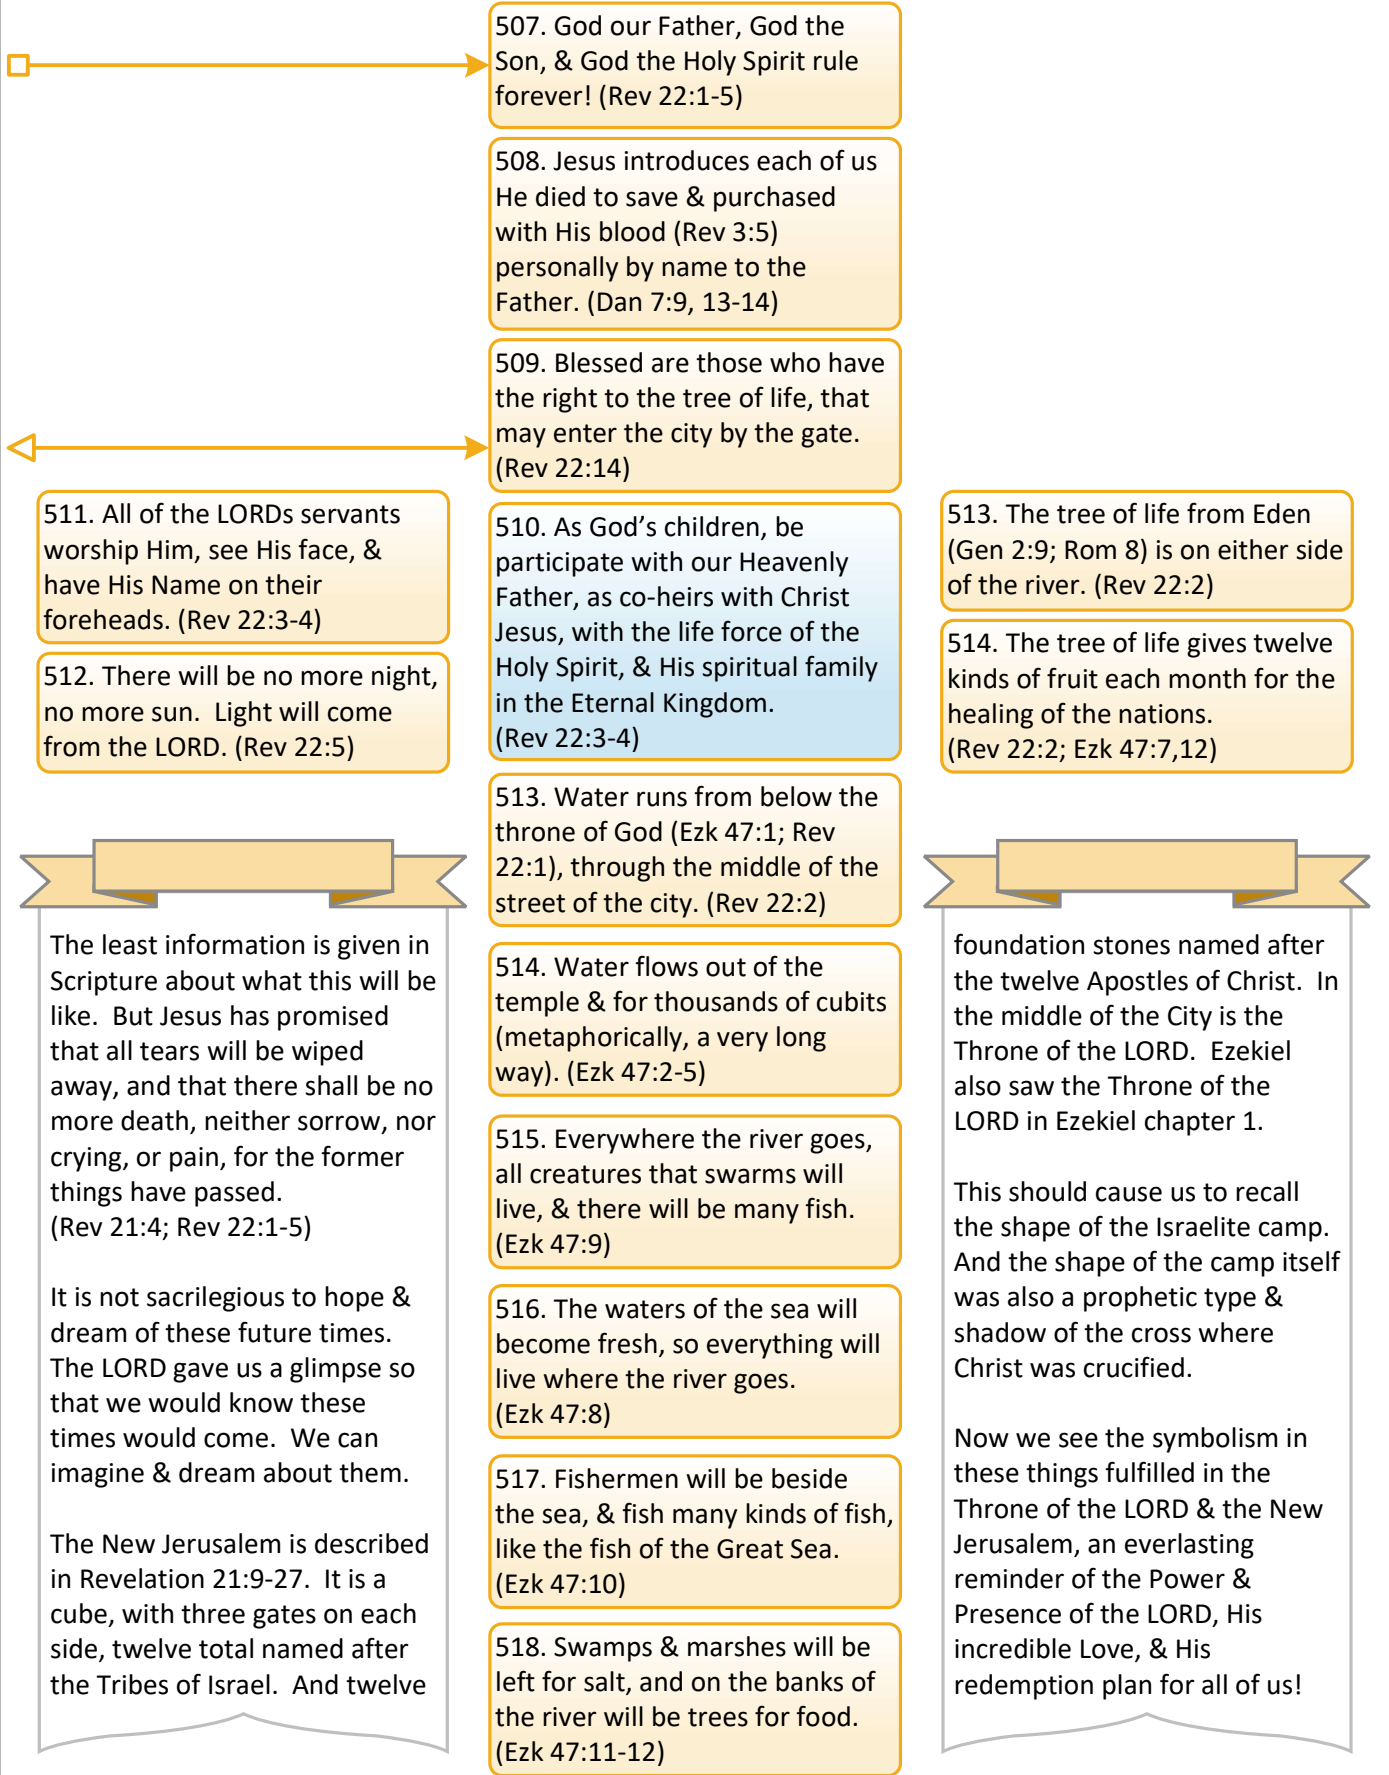 507. God our Father, God the
Son, & God the Holy Spirit rule
forever! (Rev 22:1-5)
508. Jesus introduces each of us
He died to save & purchased
with His blood (Rev 3:5)
personally by name to the
Father. (Dan 7:9, 13-14)
509. Blessed are those who have
the right to the tree of life, that
may enter the city by the gate.
(Rev 22:14)
511. All of the LORDs servants
worship Him, see His face, &
have His Name on their
foreheads. (Rev 22:3-4)
512. There will be no more night,
no more sun.  Light will come
from the LORD. (Rev 22:5)
510. As God’s children, be
participate with our Heavenly
Father, as co-heirs with Christ
Jesus, with the life force of the
Holy Spirit, & His spiritual family
in the Eternal Kingdom.
(Rev 22:3-4)
513. The tree of life from Eden
(Gen 2:9; Rom 8) is on either side
of the river. (Rev 22:2)
514. The tree of life gives twelve
kinds of fruit each month for the
healing of the nations.
(Rev 22:2; Ezk 47:7,12)
513. Water runs from below the
throne of God (Ezk 47:1; Rev
22:1), through the middle of the
street of the city. (Rev 22:2)
514. Water flows out of the
temple & for thousands of cubits
(metaphorically, a very long
way). (Ezk 47:2-5)
515. Everywhere the river goes,
all creatures that swarms will
live, & there will be many fish.
(Ezk 47:9)
516. The waters of the sea will
become fresh, so everything will
live where the river goes.
(Ezk 47:8)
517. Fishermen will be beside
the sea, & fish many kinds of fish,
like the fish of the Great Sea.
(Ezk 47:10)
518. Swamps & marshes will be
left for salt, and on the banks of
the river will be trees for food.
(Ezk 47:11-12)
The least information is given in
Scripture about what this will be
like.  But Jesus has promised
that all tears will be wiped
away, and that there shall be no
more death, neither sorrow, nor
crying, or pain, for the former
things have passed.
(Rev 21:4; Rev 22:1-5)
It is not sacrilegious to hope &
dream of these future times.
The LORD gave us a glimpse so
that we would know these
times would come.  We can
imagine & dream about them.
The New Jerusalem is described
in Revelation 21:9-27.  It is a
cube, with three gates on each
side, twelve total named after
the Tribes of Israel.  And twelve
foundation stones named after
the twelve Apostles of Christ.  In
the middle of the City is the
Throne of the LORD.  Ezekiel
also saw the Throne of the
LORD in Ezekiel chapter 1.
This should cause us to recall
the shape of the Israelite camp.
And the shape of the camp itself
was also a prophetic type &
shadow of the cross where
Christ was crucified.
Now we see the symbolism in
these things fulfilled in the
Throne of the LORD & the New
Jerusalem, an everlasting
reminder of the Power &
Presence of the LORD, His
incredible Love, & His
redemption plan for all of us!